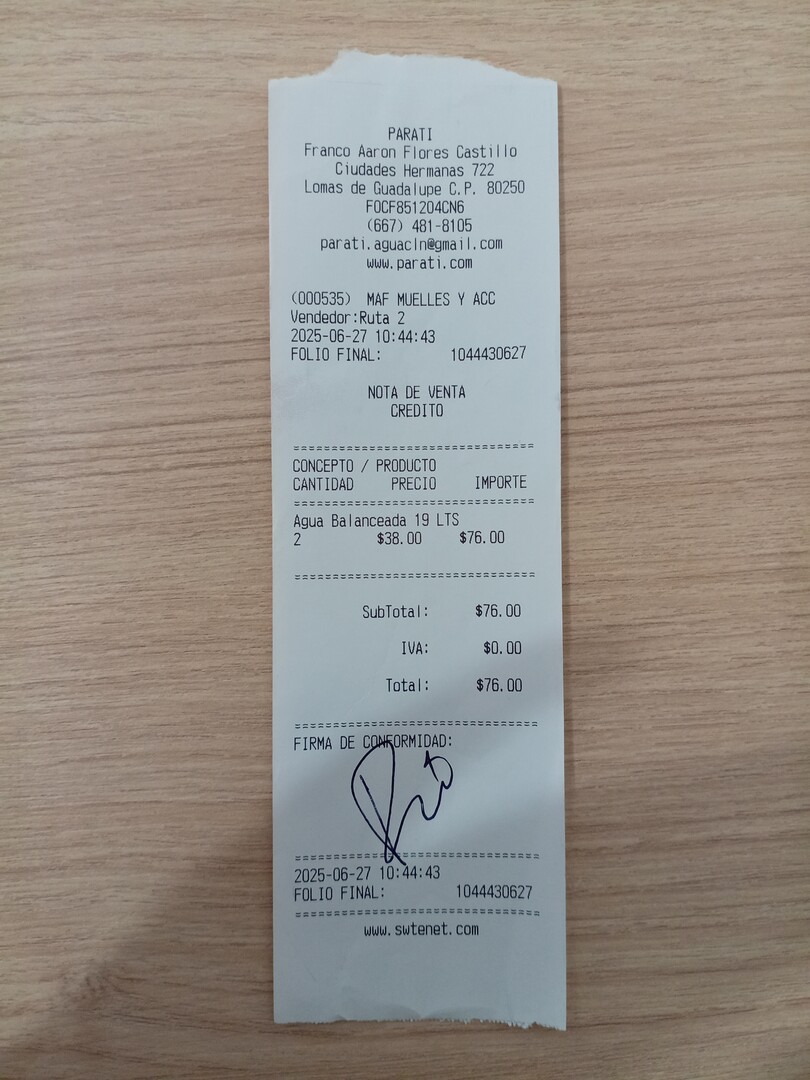 PARATI
Franco Aaron Flores Castillo
Ciudades Hermanas 722
Lomas de Guadalupe C.P. 80250
FOCF851204CN6
(667) 481-8105
parati.aguacln@gmail.com
www.parati.com
(000535) MAF MUELLES Y ACC
Vendedor:Ruta 2
2025-06-27 10:44:43
FOLIO FINAL: 1044430627
NOTA DE VENTA
CREDITO
================================
CONCEPTO / PRODUCTO
CANTIDAD PRECIO IMPORTE
================================
Agua Balanceada 19 LTS
2 $38.00 $76.00
================================
SubTotal: $76.00
IVA: $0.00
Total: $76.00
================================
FIRMA DE CONFORMIDAD:
================================
2025-06-27 10:44:43
FOLIO FINAL: 1044430627
================================
www.swtenet.com